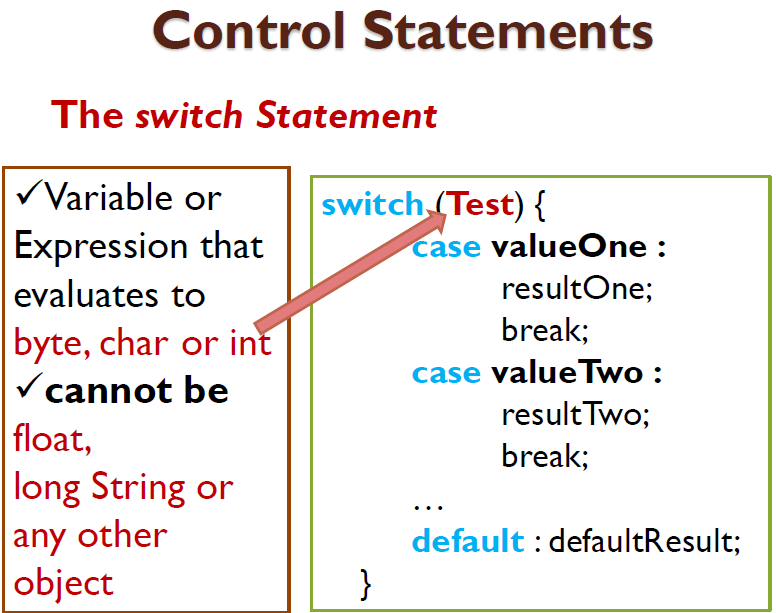 Control Statements
The switch Statement
✓Variable or
Expression that
evaluates to
byte, char or int
✓cannot be
float,
long String or
any other
object
switch (Test) {
case valueOne :
resultOne;
break;
case valueTwo :
resultTwo;
break;
…
default : defaultResult;
}